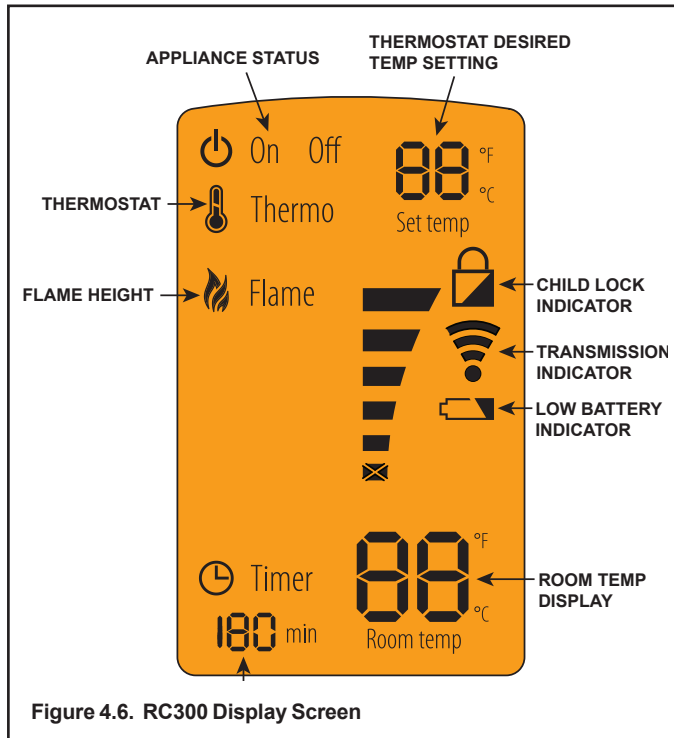 APPLIANCE STATUS
THERMOSTAT DESIRED
TEMP SETTING
On Off
88 °F
°C
Set temp
THERMOSTAT
Thermo
FLAME HEIGHT
Flame
CHILD LOCK
INDICATOR
TRANSMISSION
INDICATOR
LOW BATTERY
INDICATOR
Timer
180 min
88 °F
°C
Room temp
ROOM TEMP
DISPLAY
Figure 4.6. RC300 Display Screen